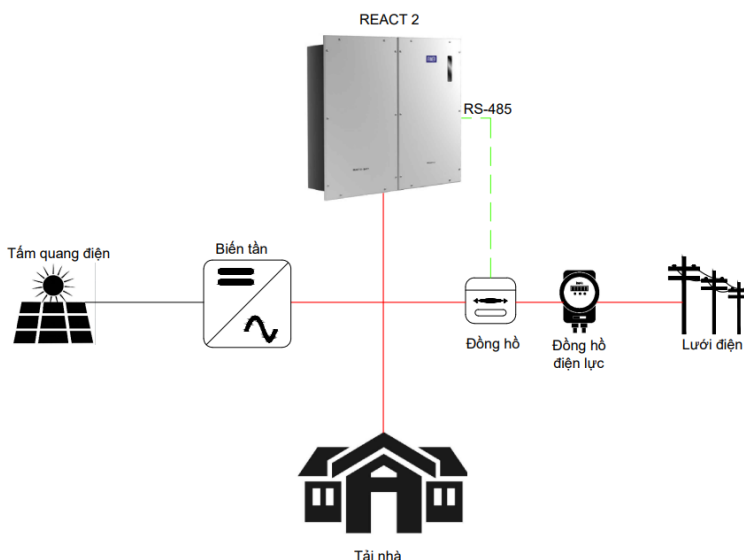 REACT 2
RS-485
Tấm quang điện
Biến tần
Đồng hồ
Đồng hồ
điện lực
Lưới điện
Tải nhà